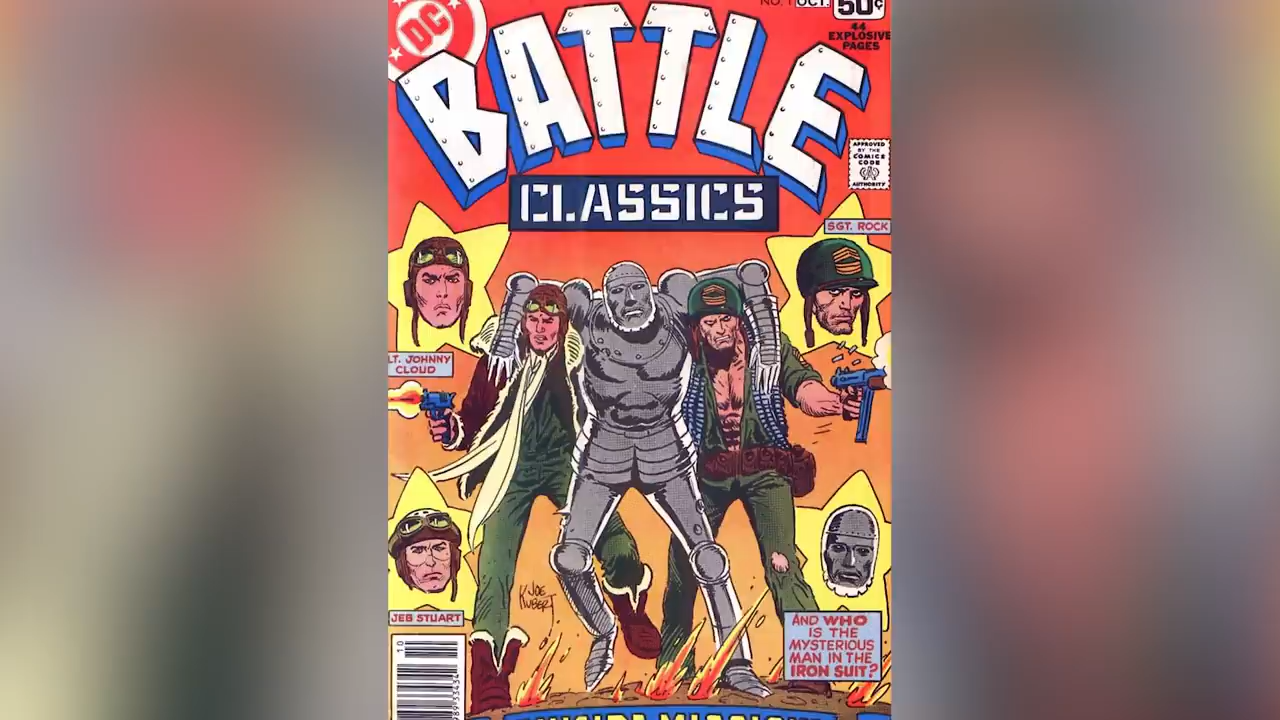 NO. 1 OCT.
50¢
DC
44
EXPLOSIVE
PAGES
BATTLE
CLASSICS
APPROVED
BY THE
COMICS
CODE
AUTHORITY
SGT. ROCK
LT. JOHNNY
CLOUD
JOE
KUBERT
JEB STUART
AND WHO
IS THE
MYSTERIOUS
MAN IN THE
IRON SUIT?
10